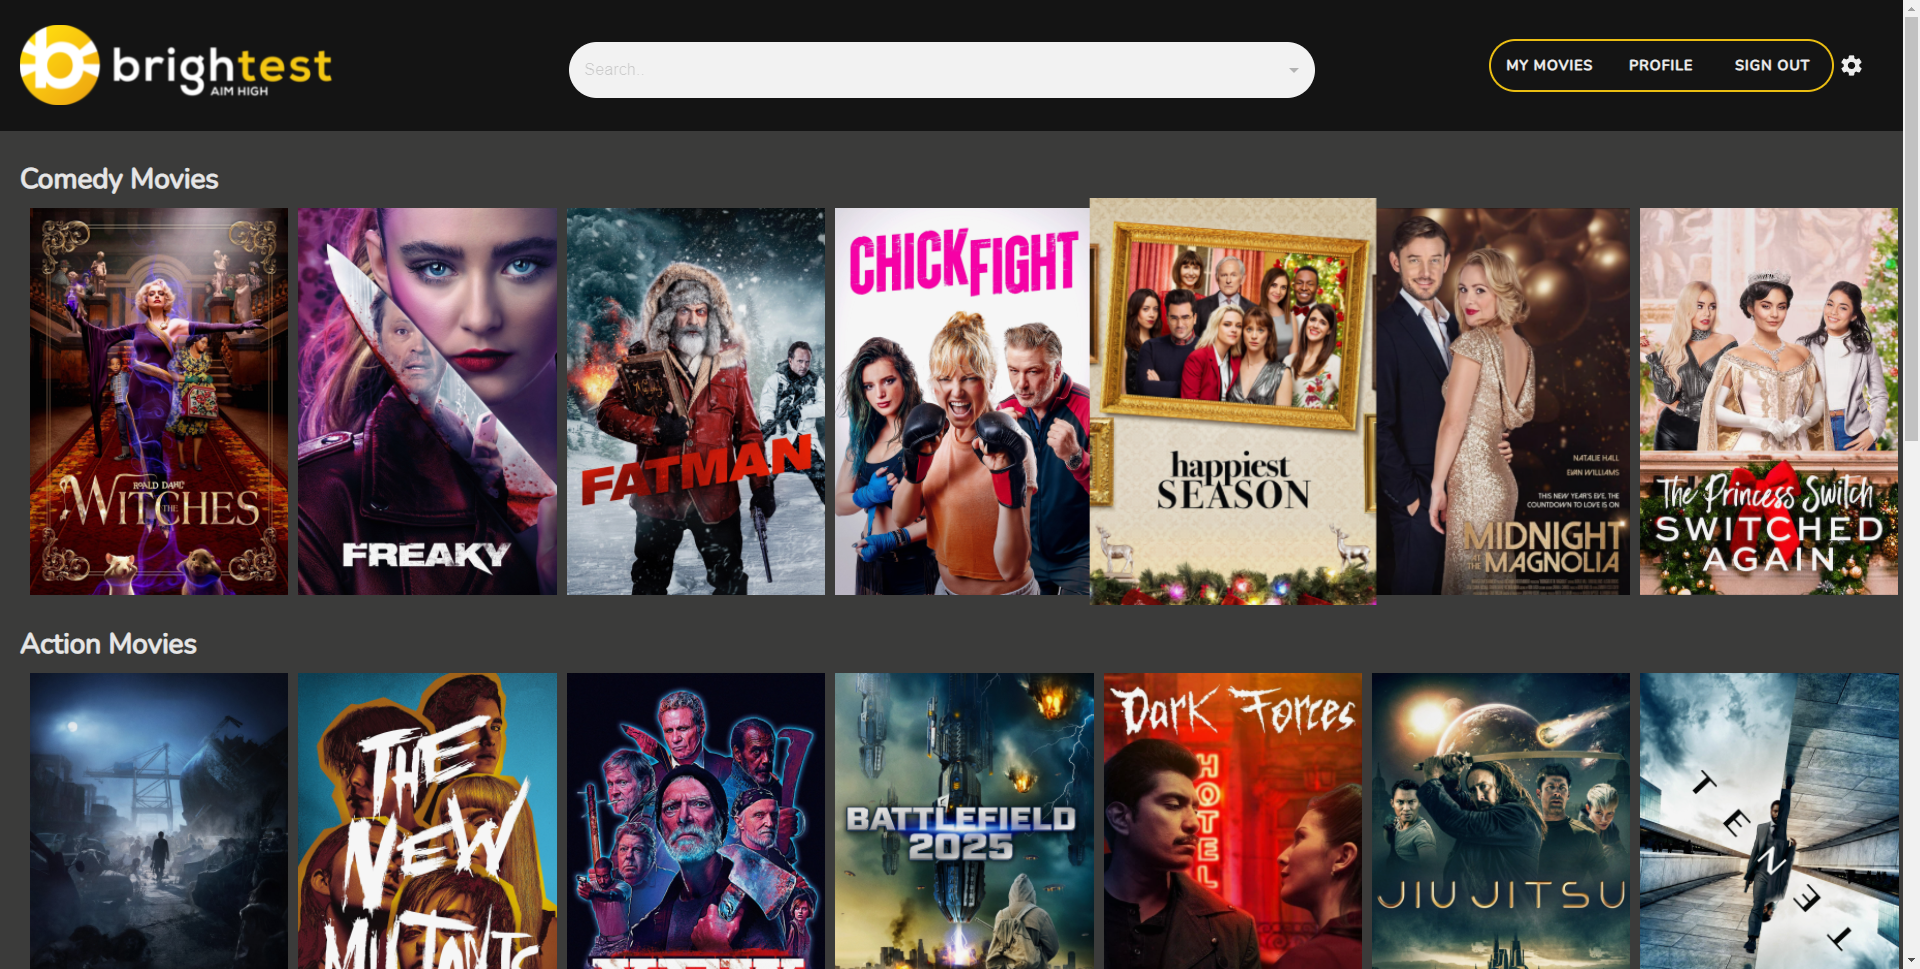 brightest
AIM HIGH
Search..
MY MOVIES
PROFILE
SIGN OUT
Comedy Movies
ROALD DAHL
THE WITCHES
FREAKY
FATMAN
CHICK FIGHT
happiest
SEASON
NATALIE HALL
EVAN WILLIAMS
THIS NEW YEAR'S EVE, THE
COUNTDOWN TO LOVE IS ON
MIDNIGHT
AT THE MAGNOLIA
The Princess Switch
SWITCHED
AGAIN
Action Movies
THE
NEW
MUTANTS
BATTLEFIELD
2025
Dark Forces
HOTEL
JIU JITSU
TENET